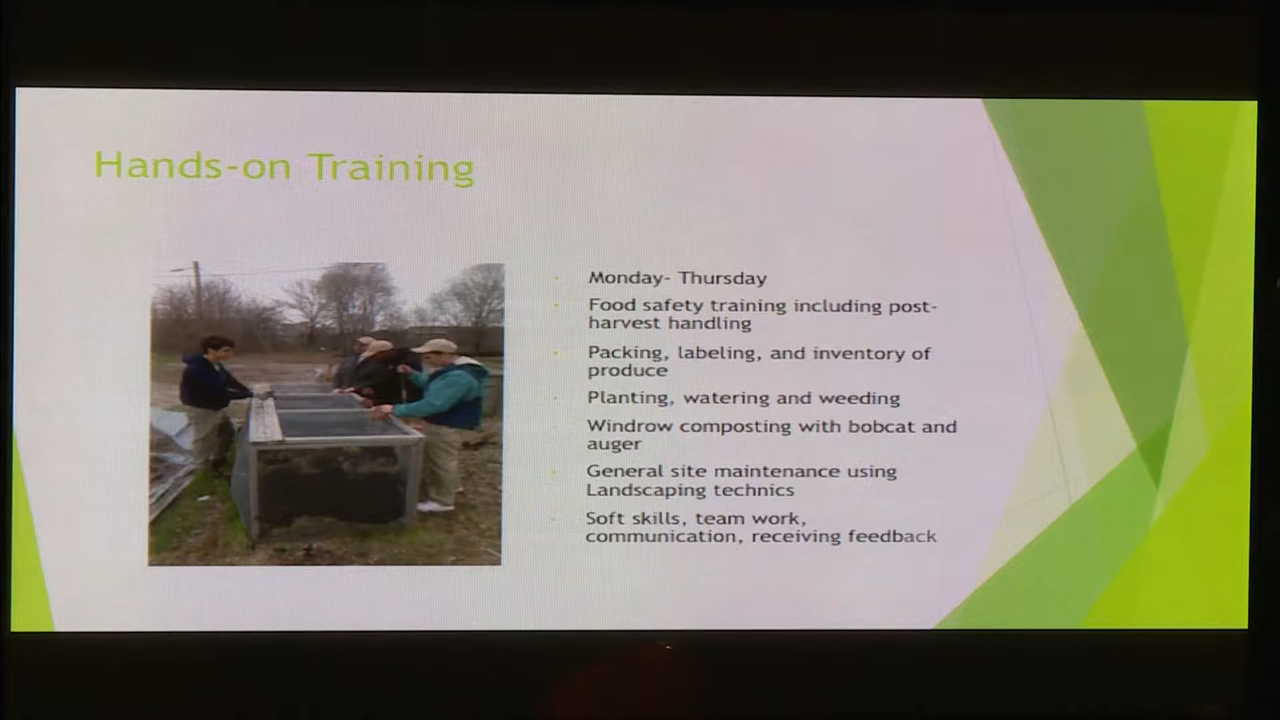 Hands-on Training
Monday- Thursday
Food safety training including post-
harvest handling
Packing, labeling, and inventory of
produce
Planting, watering and weeding
Windrow composting with bobcat and
auger
General site maintenance using
Landscaping technics
Soft skills, team work,
communication, receiving feedback